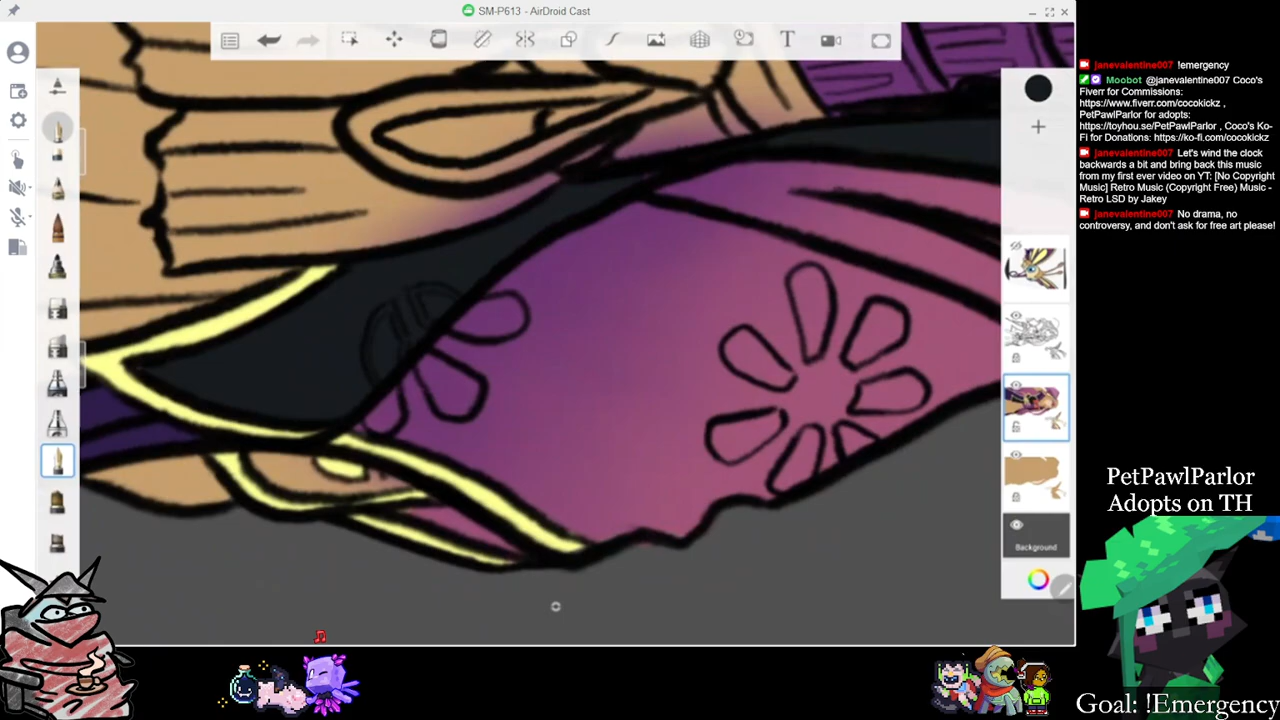 SM-P613 - AirDroid Cast
T
janevalentine007 !emergency
Moobot @janevalentine007 Coco's
Fiverr for Commissions:
https://www.fiverr.com/cocokickz ,
PetPawlParlor for adopts:
https://toyhou.se/PetPawlParlor , Coco's Ko-
Fi for Donations: https://ko-fi.com/cocokickz
janevalentine007 Let's wind the clock
backwards a bit and bring back this music
from my first ever video on YT: [No Copyright
Music] Retro Music (Copyright Free) Music -
Retro LSD by Jakey
janevalentine007 No drama, no
controversy, and don't ask for free art please!
Background
PetPawlParlor
Adopts on TH
Goal: !Emergency